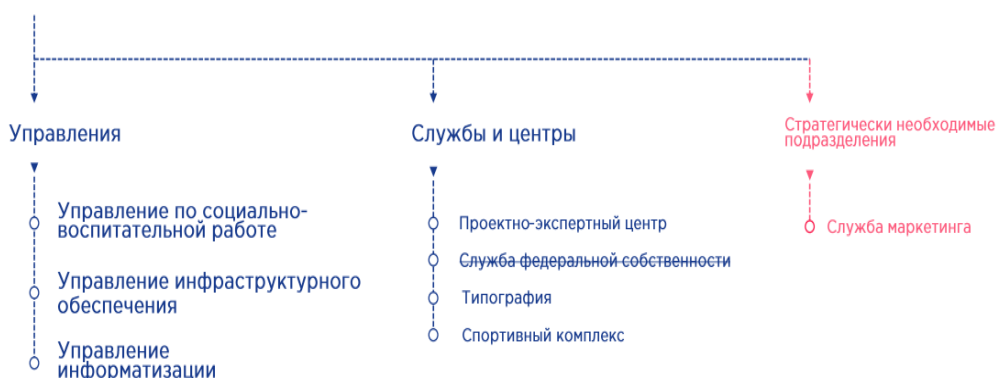 Управления
Управление по социально-
воспитательной работе
Управление инфраструктурного
обеспечения
Управление
информатизации
Службы и центры
Проектно-экспертный центр
Служба федеральной собственности
Типография
Спортивный комплекс
Стратегически необходимые
подразделения
Служба маркетинга